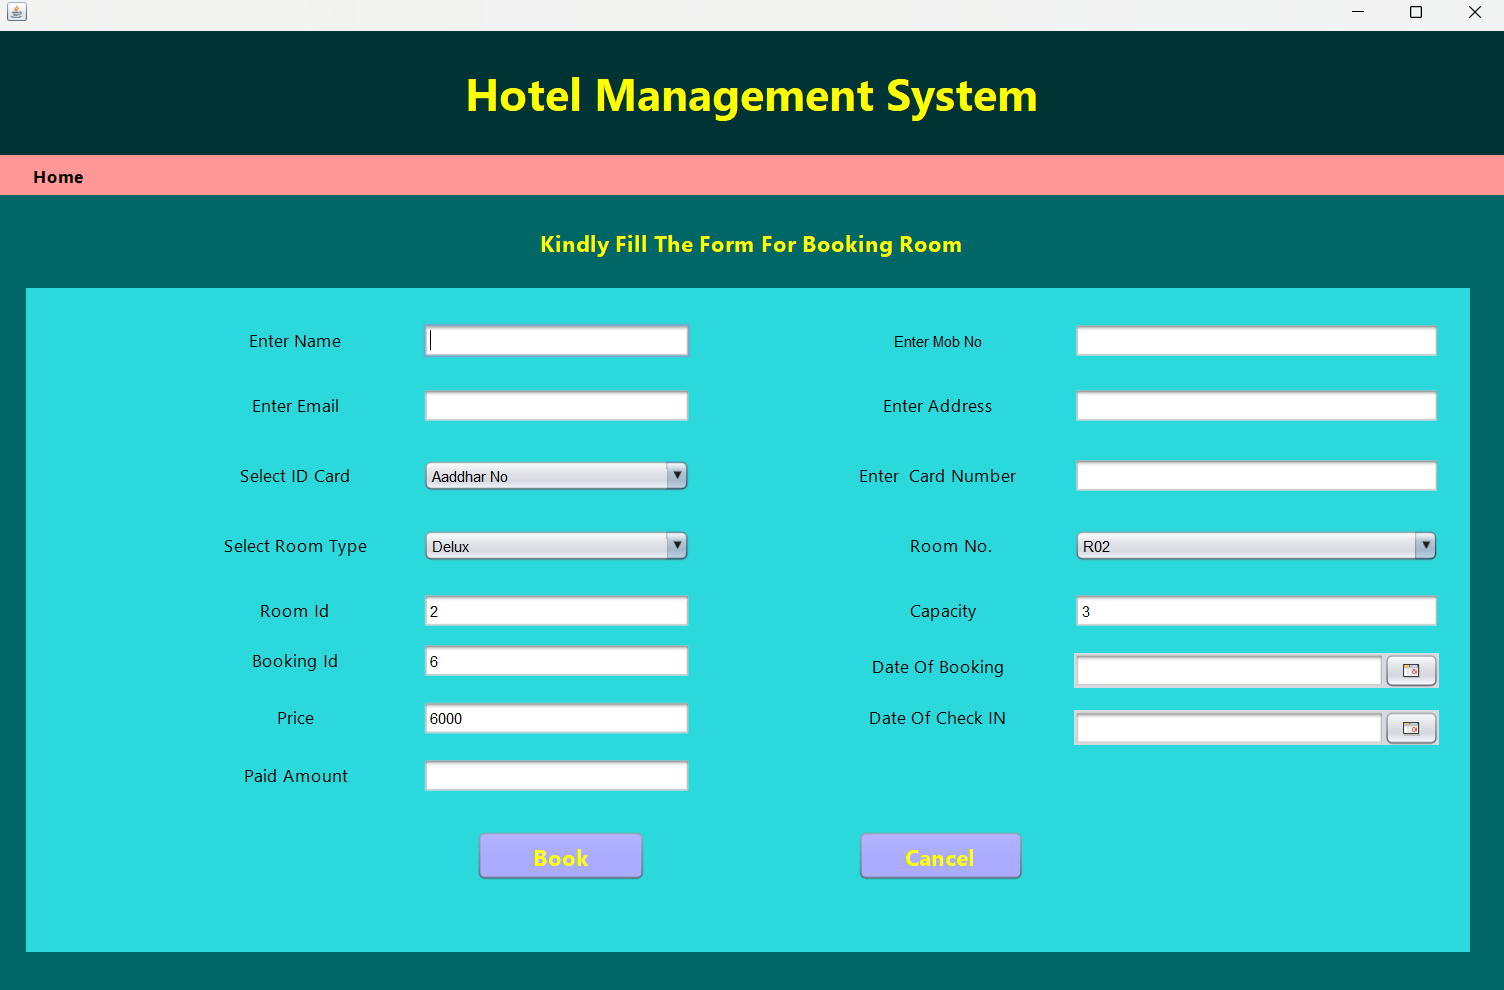 Hotel Management System
Home
Kindly Fill The Form For Booking Room
Enter Name
Enter Mob No
Enter Email
Enter Address
Select ID Card Aaddhar No
Enter  Card Number
Select Room Type Delux
Room No. R02
Room Id 2
Capacity 3
Booking Id 6
Date Of Booking
Price 6000
Date Of Check IN
Paid Amount
Book
Cancel